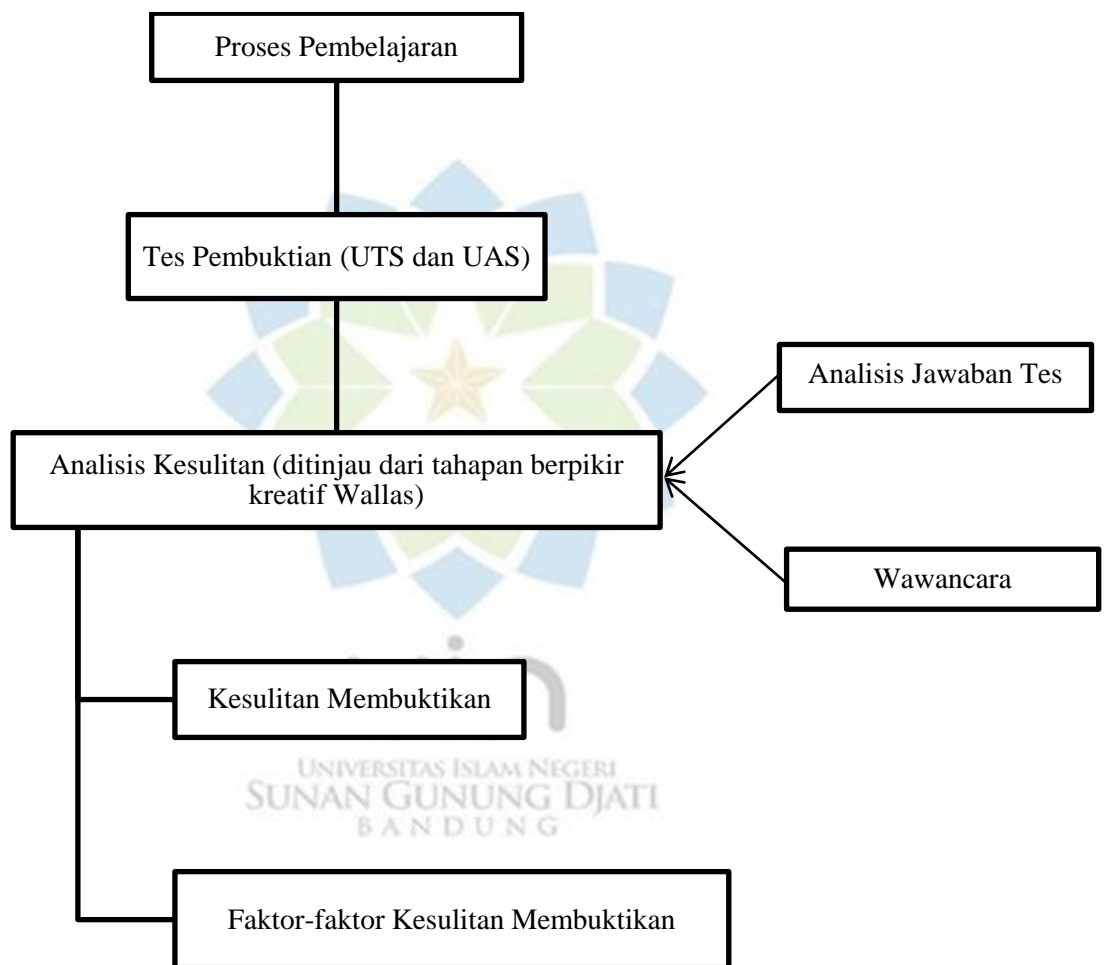 Proses Pembelajaran
Tes Pembuktian (UTS dan UAS)
Analisis Jawaban Tes
Analisis Kesulitan (ditinjau dari tahapan berpikir
kreatif Wallas)
Wawancara
Kesulitan Membuktikan
UNIVERSITAS ISLAM NEGERI
SUNAN GUNUNG DJATI
BANDUNG
Faktor-faktor Kesulitan Membuktikan